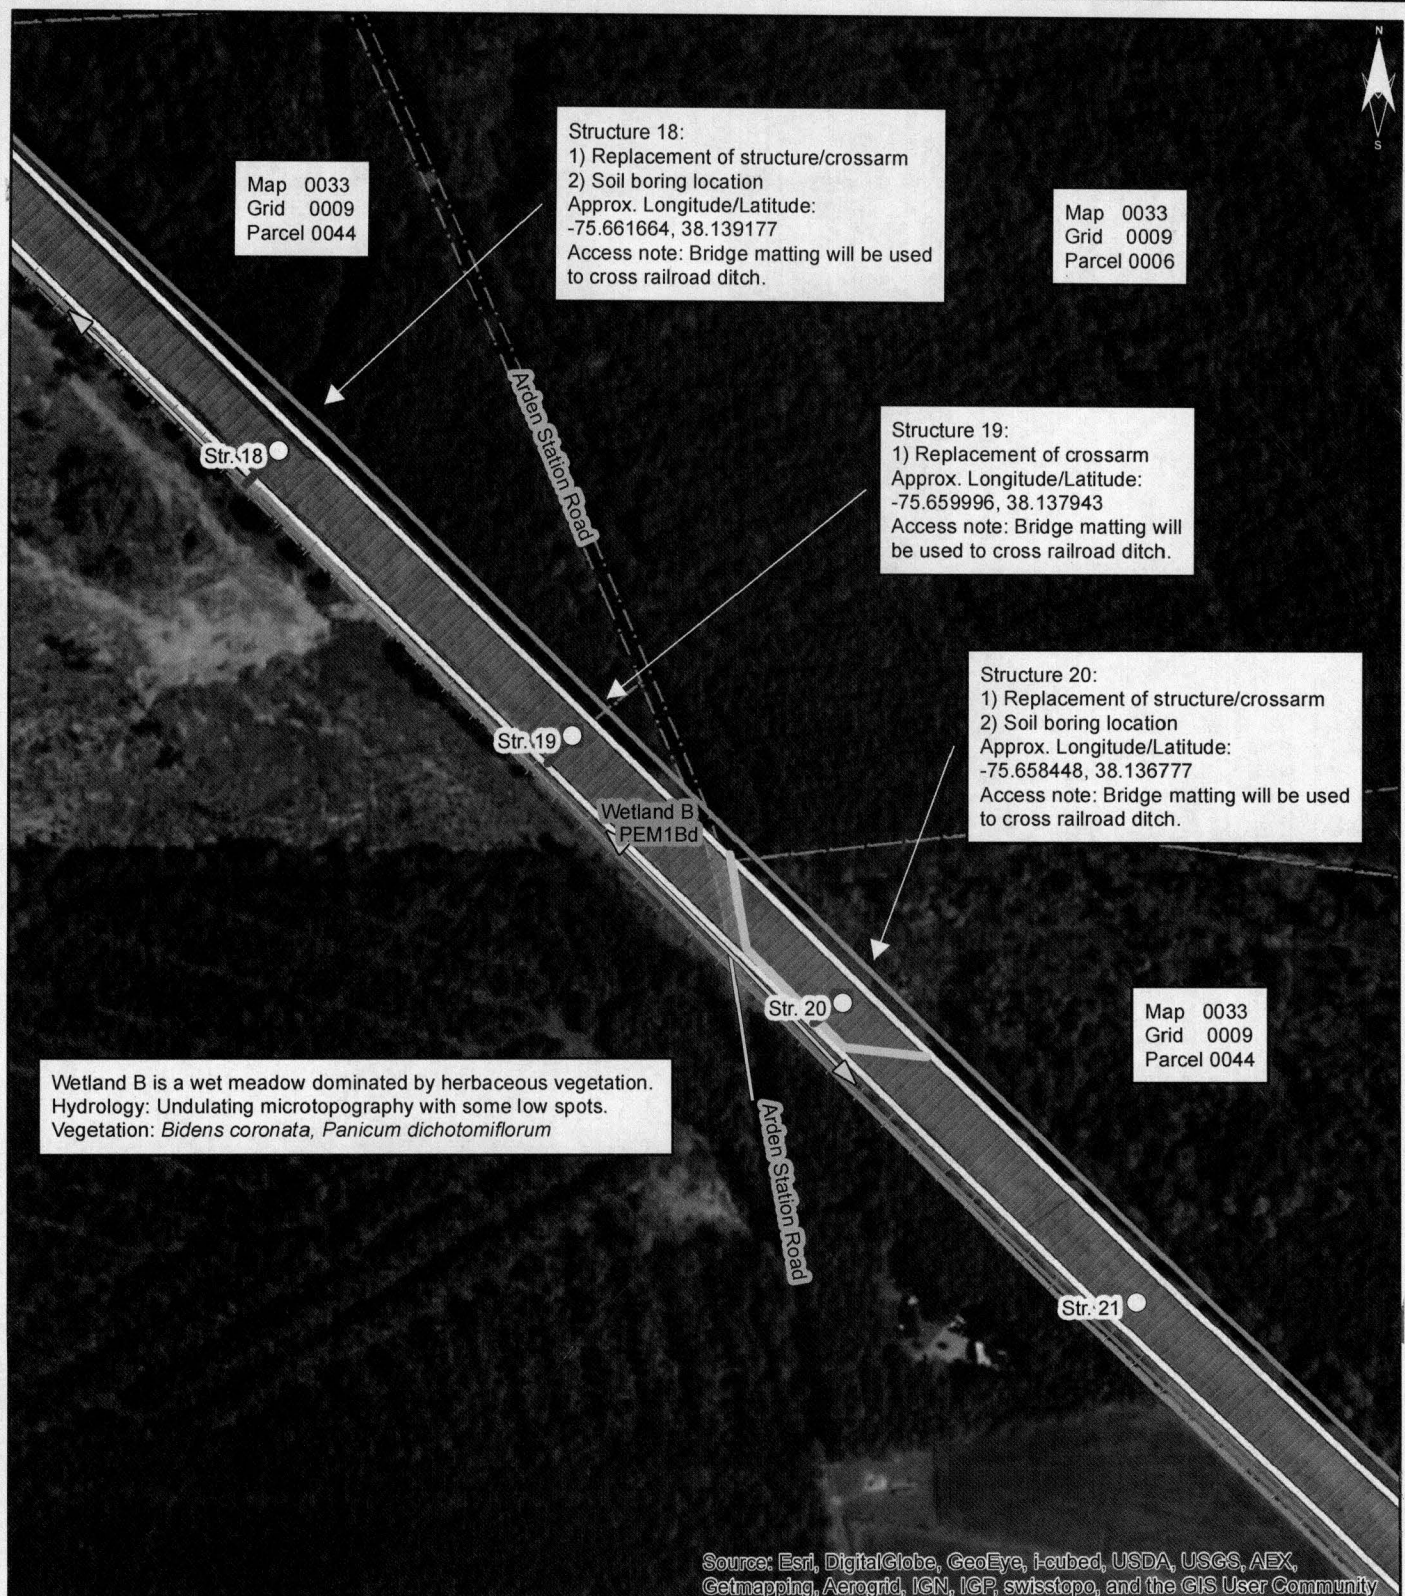 N
S
Structure 18:
1) Replacement of structure/crossarm
2) Soil boring location
Approx. Longitude/Latitude:
-75.661664, 38.139177
Access note: Bridge matting will be used
to cross railroad ditch.
Map 0033
Grid 0009
Parcel 0044
Map 0033
Grid 0009
Parcel 0006
Arden Station Road
Structure 19:
1) Replacement of crossarm
Approx. Longitude/Latitude:
-75.659996, 38.137943
Access note: Bridge matting will
be used to cross railroad ditch.
Str. 18
Structure 20:
1) Replacement of structure/crossarm
2) Soil boring location
Approx. Longitude/Latitude:
-75.658448, 38.136777
Access note: Bridge matting will be used
to cross railroad ditch.
Str. 19
Wetland B
PEM1Bd
Str. 20
Map 0033
Grid 0009
Parcel 0044
Wetland B is a wet meadow dominated by herbaceous vegetation.
Hydrology: Undulating microtopography with some low spots.
Vegetation: Bidens coronata, Panicum dichotomiflorum
Arden Station Road
Str. 21
Source: Esri, DigitalGlobe, GeoEye, i-cubed, USDA, USGS, AEX,
Getmapping, Aerogrid, IGN, IGP, swisstopo, and the GIS User Community